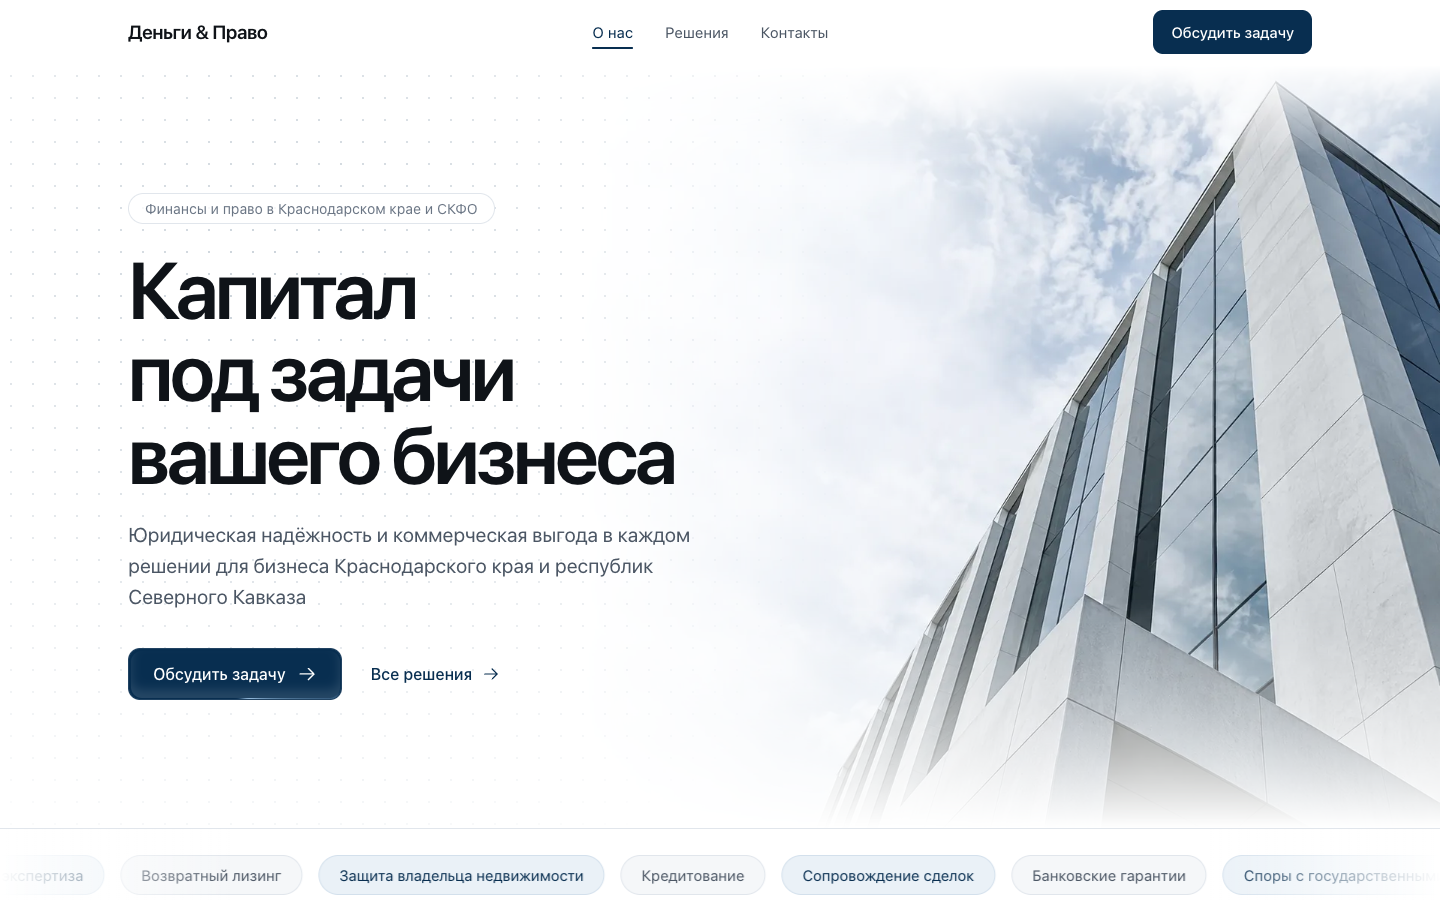 Деньги & Право
О нас
Решения
Контакты
Обсудить задачу
Финансы и право в Краснодарском крае и СКФО
Капитал
под задачи
вашего бизнеса
Юридическая надёжность и коммерческая выгода в каждом
решении для бизнеса Краснодарского края и республик
Северного Кавказа
Обсудить задачу
Все решения
Возвратный лизинг
Защита владельца недвижимости
Кредитование
Сопровождение сделок
Банковские гарантии
Споры с